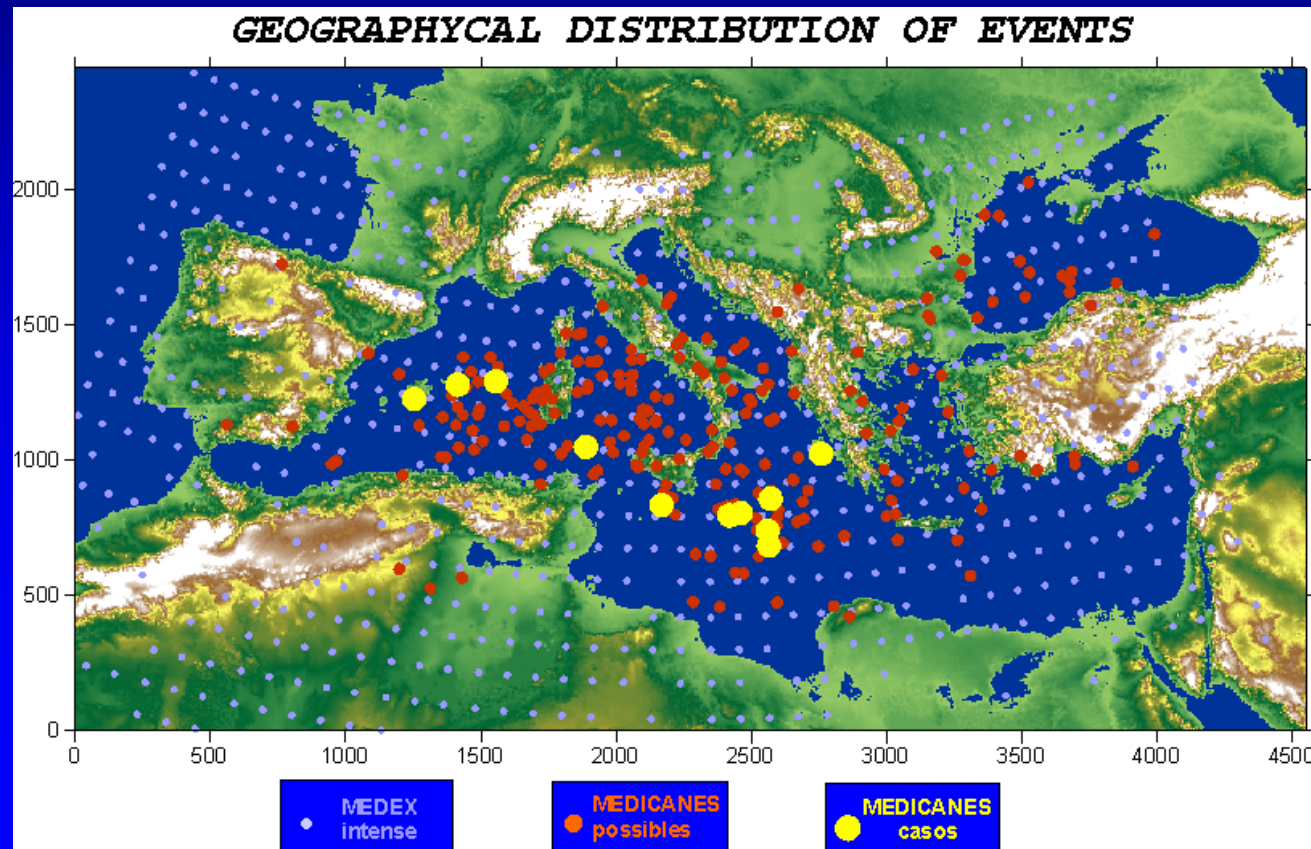 GEOGRAPHYCAL DISTRIBUTION OF EVENTS
2000
1500
1000
500
0
0 500 1000 1500 2000 2500 3000 3500 4000 4500
MEDEX
intense
MEDICANES
possibles
MEDICANES
casos